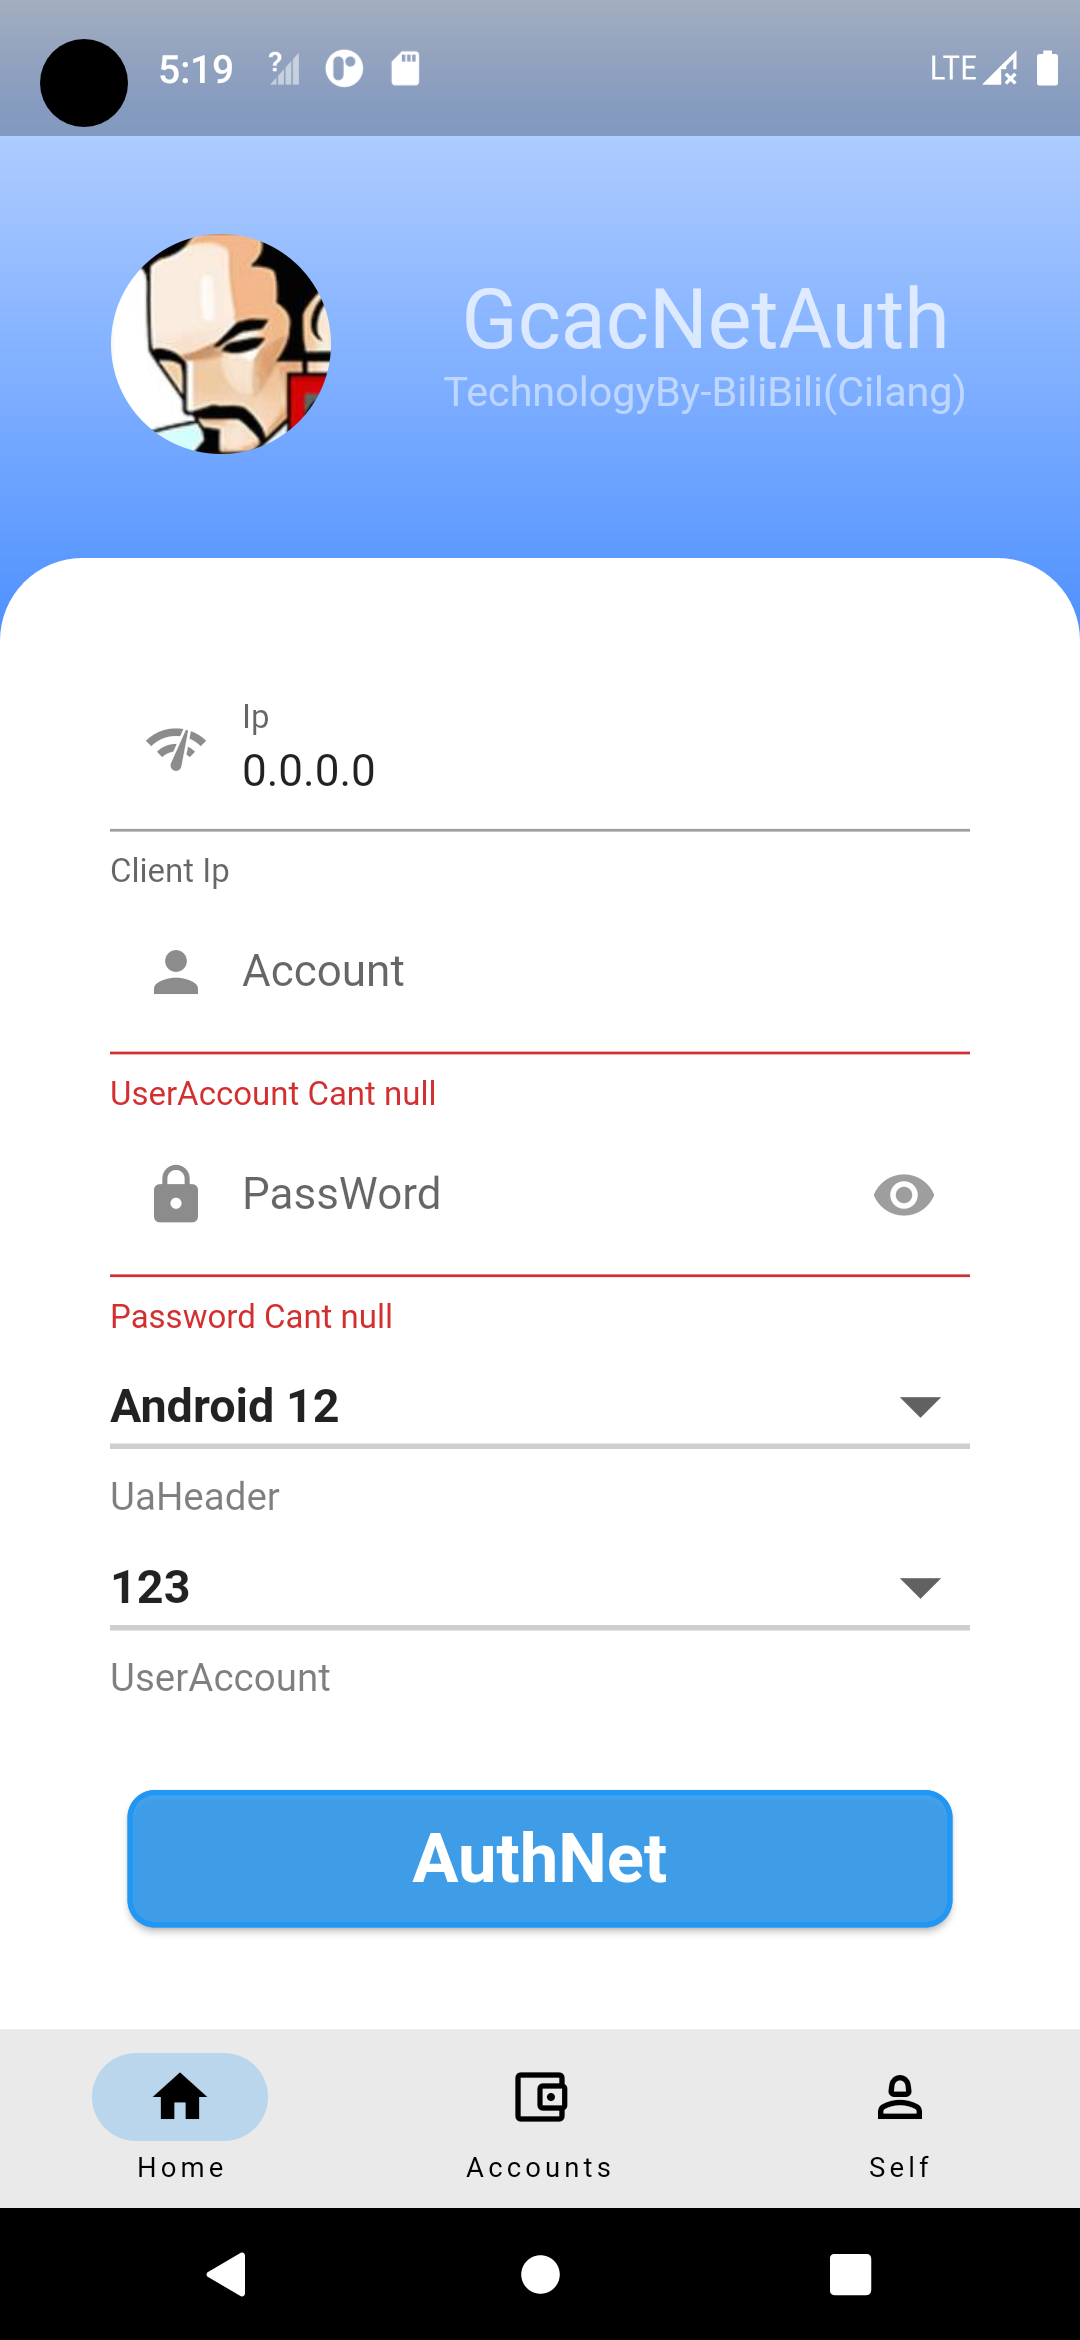 5:19
LTE
GcacNetAuth
TechnologyBy-BiliBili(Cilang)
Ip
0.0.0.0
Client Ip
Account
UserAccount Cant null
PassWord
Password Cant null
Android 12
UaHeader
123
UserAccount
AuthNet
Home
Accounts
Self